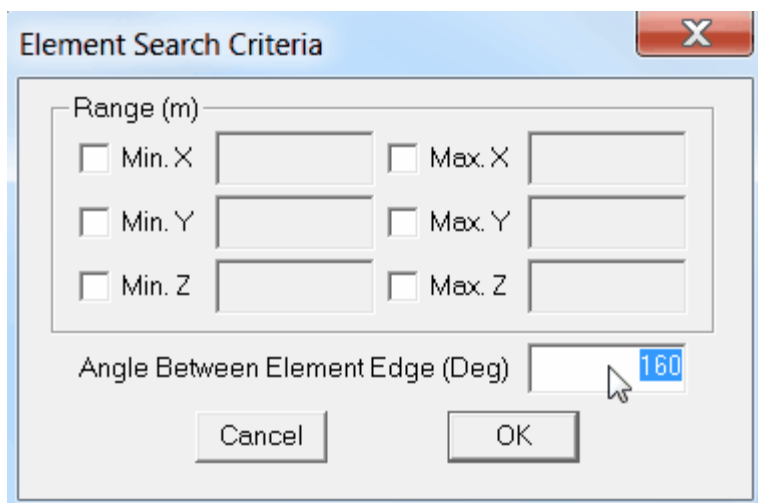 Element Search Criteria
Range (m)
Min. X Max. X
Min. Y Max. Y
Min. Z Max. Z
Angle Between Element Edge (Deg) 160
Cancel OK